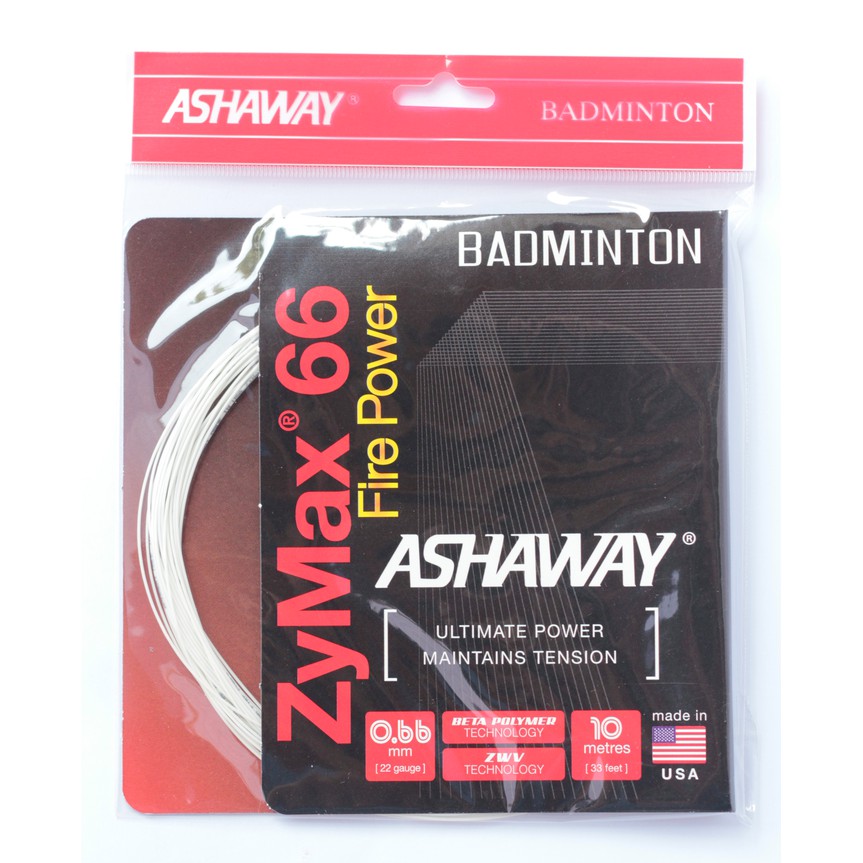 ASHAWAY® BADMINTON
BADMINTON
ZyMax® 66
Fire Power
ASHAWAY®
ULTIMATE POWER
MAINTAINS TENSION
0.66
mm
[ 22 gauge ]
BETA POLYMER
TECHNOLOGY
ZWV
TECHNOLOGY
10
metres
[ 33 feet ]
made in
USA